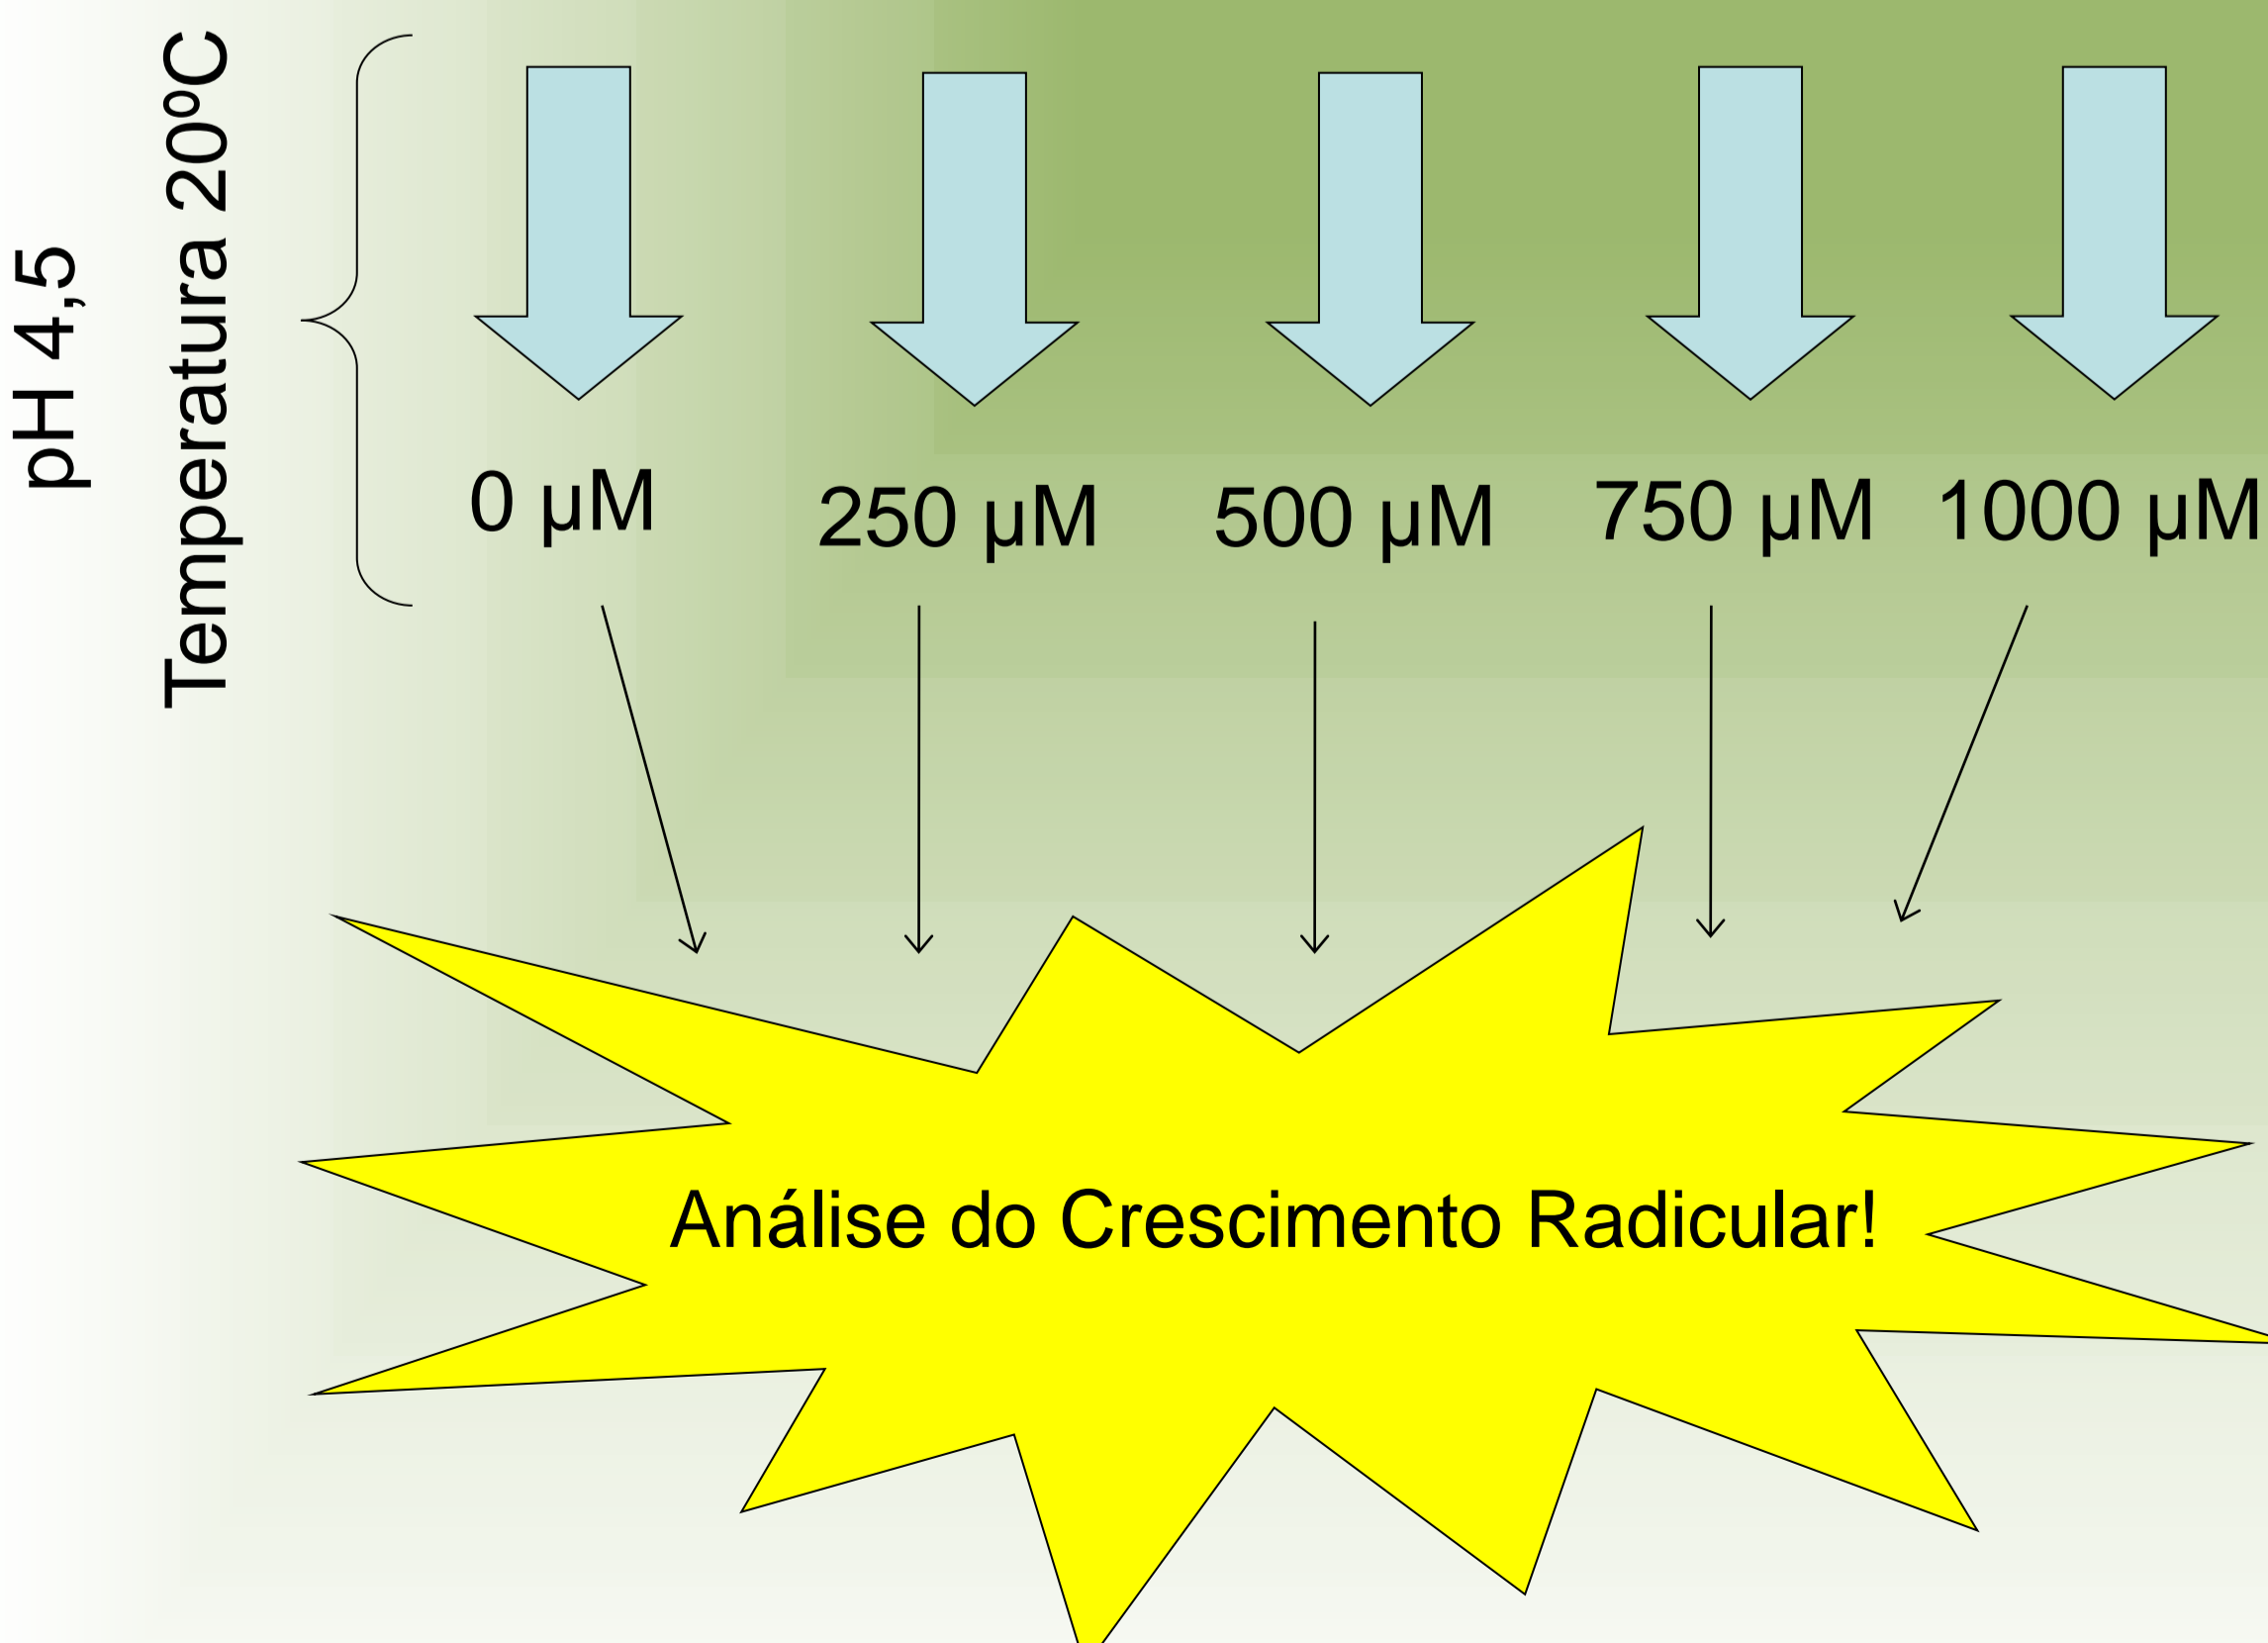 pH 4,5
Temperatura 20ºC
0 µM
250 µM
500 µM
750 µM
1000 µM
Análise do Crescimento Radicular!